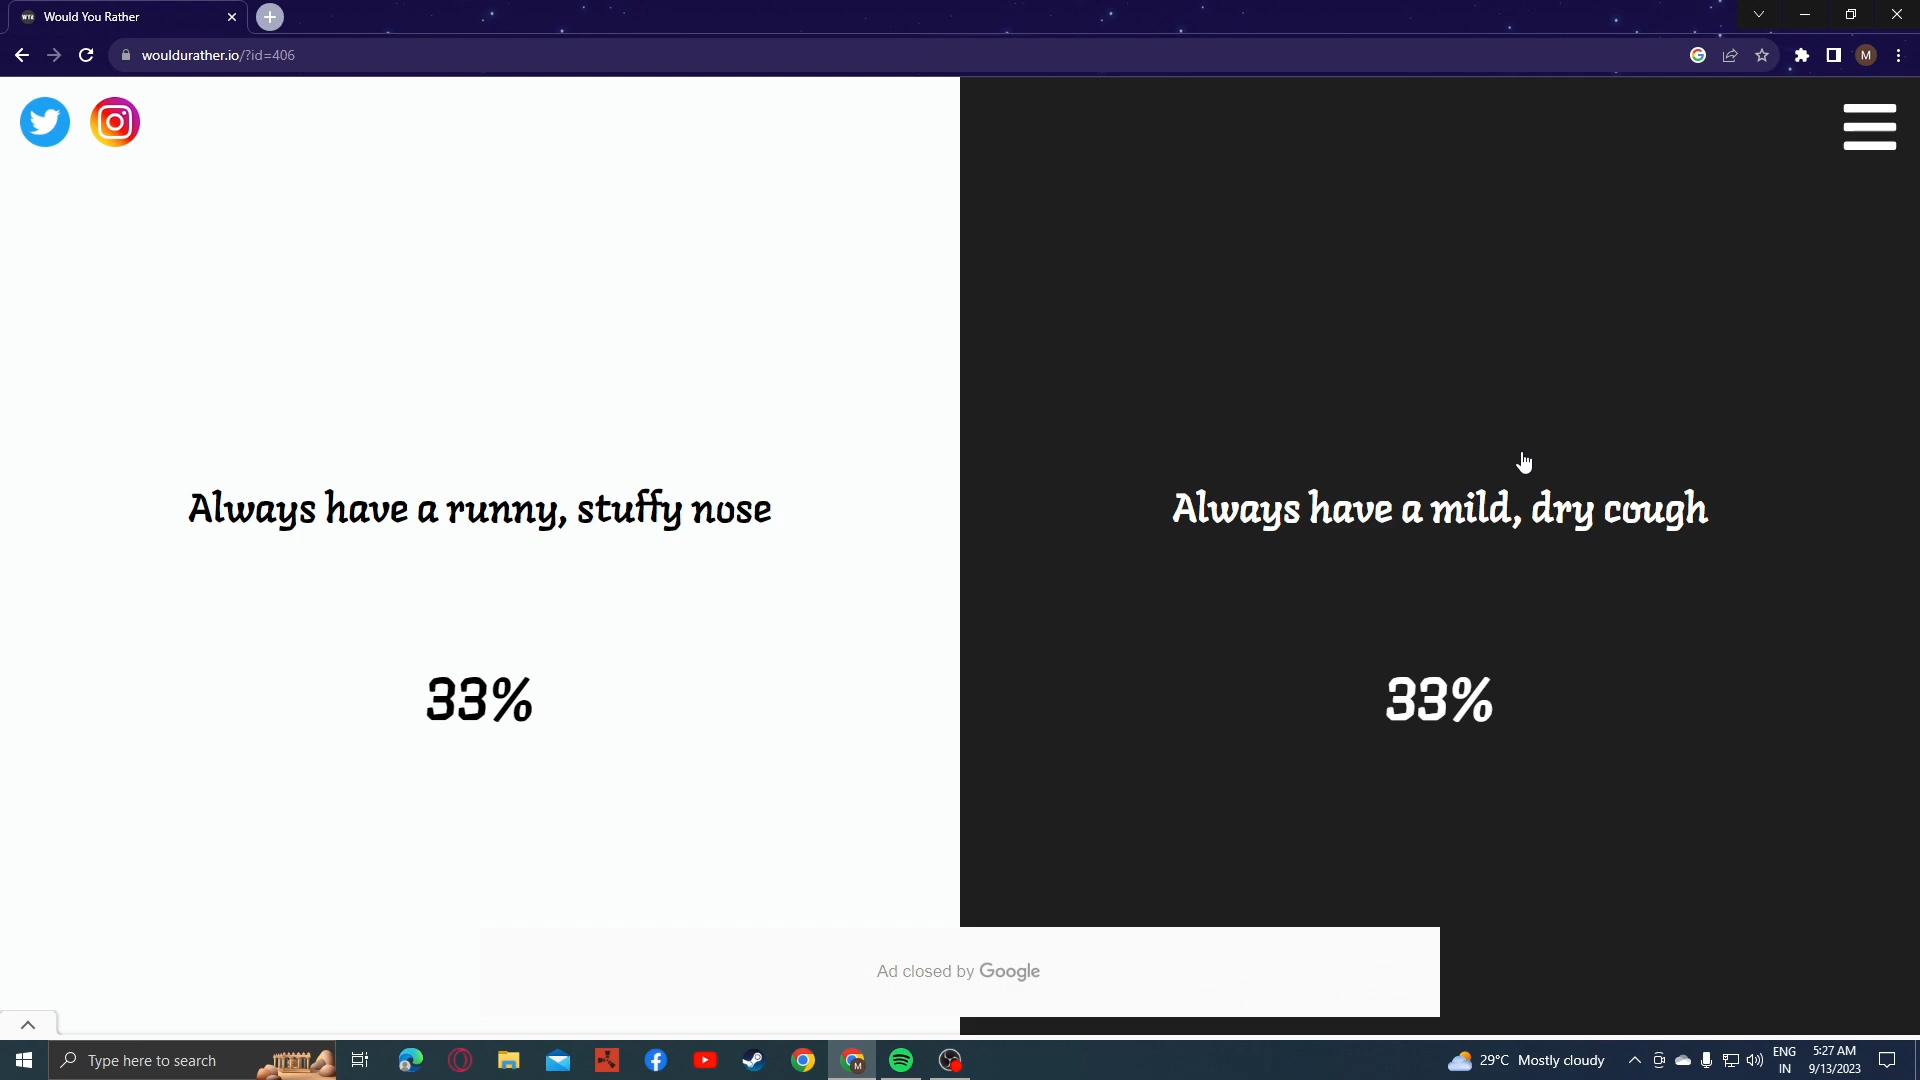 Would You Rather
wouldurather.io/?id=406
M
Always have a runny, stuffy nose
Always have a mild, dry cough
33%
33%
Ad closed by Google
Type here to search
M
29°C Mostly cloudy
ENG
IN
5:27 AM
9/13/2023